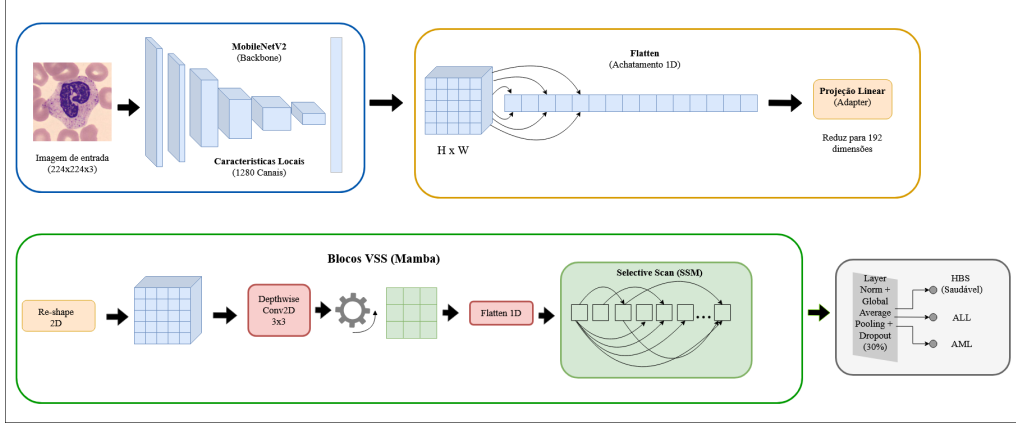 MobileNetV2
(Backbone)
Imagem de entrada
(224x224x3)
Características Locais
(1280 Canais)
Flatten
(Achatamento 1D)
H x W
Projeção Linear
(Adapter)
Reduz para 192
dimensões
Blocos VSS (Mamba)
Re-shape
2D
Depthwise
Conv2D
3x3
Flatten 1D
Selective Scan (SSM)
Layer
Norm +
Global
Average
Pooling +
Dropout
(30%)
HBS
(Saudável)
ALL
AML